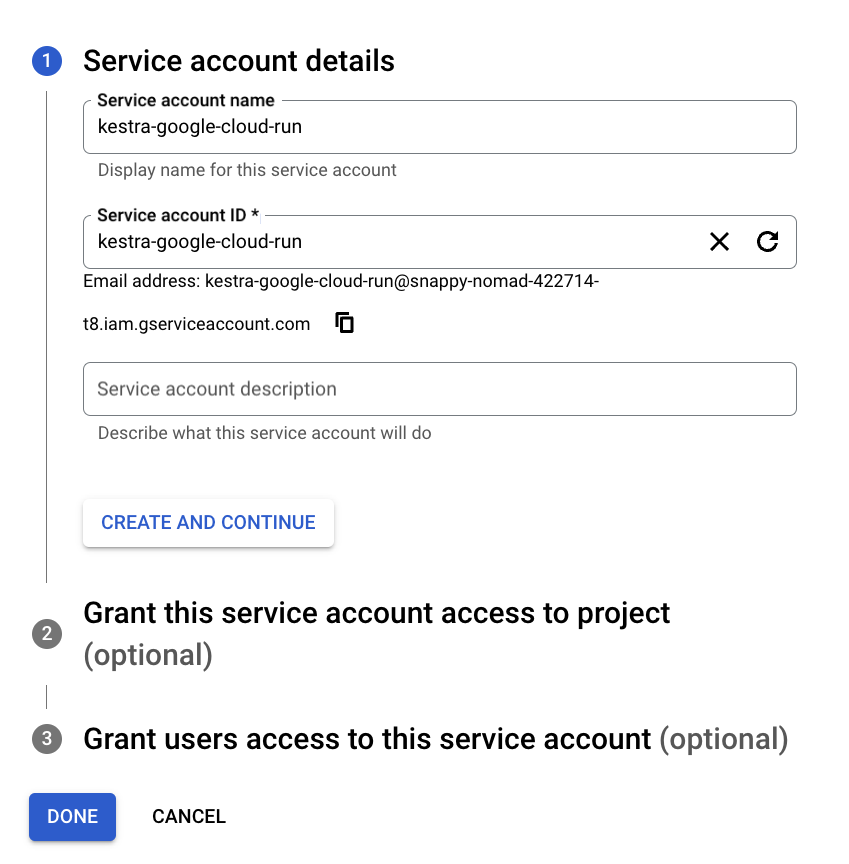 1 Service account details
Service account name
kestra-google-cloud-run
Display name for this service account
Service account ID *
kestra-google-cloud-run
Email address: kestra-google-cloud-run@snappy-nomad-422714-
t8.iam.gserviceaccount.com
Service account description
Describe what this service account will do
CREATE AND CONTINUE
2 Grant this service account access to project
(optional)
3 Grant users access to this service account (optional)
DONE CANCEL